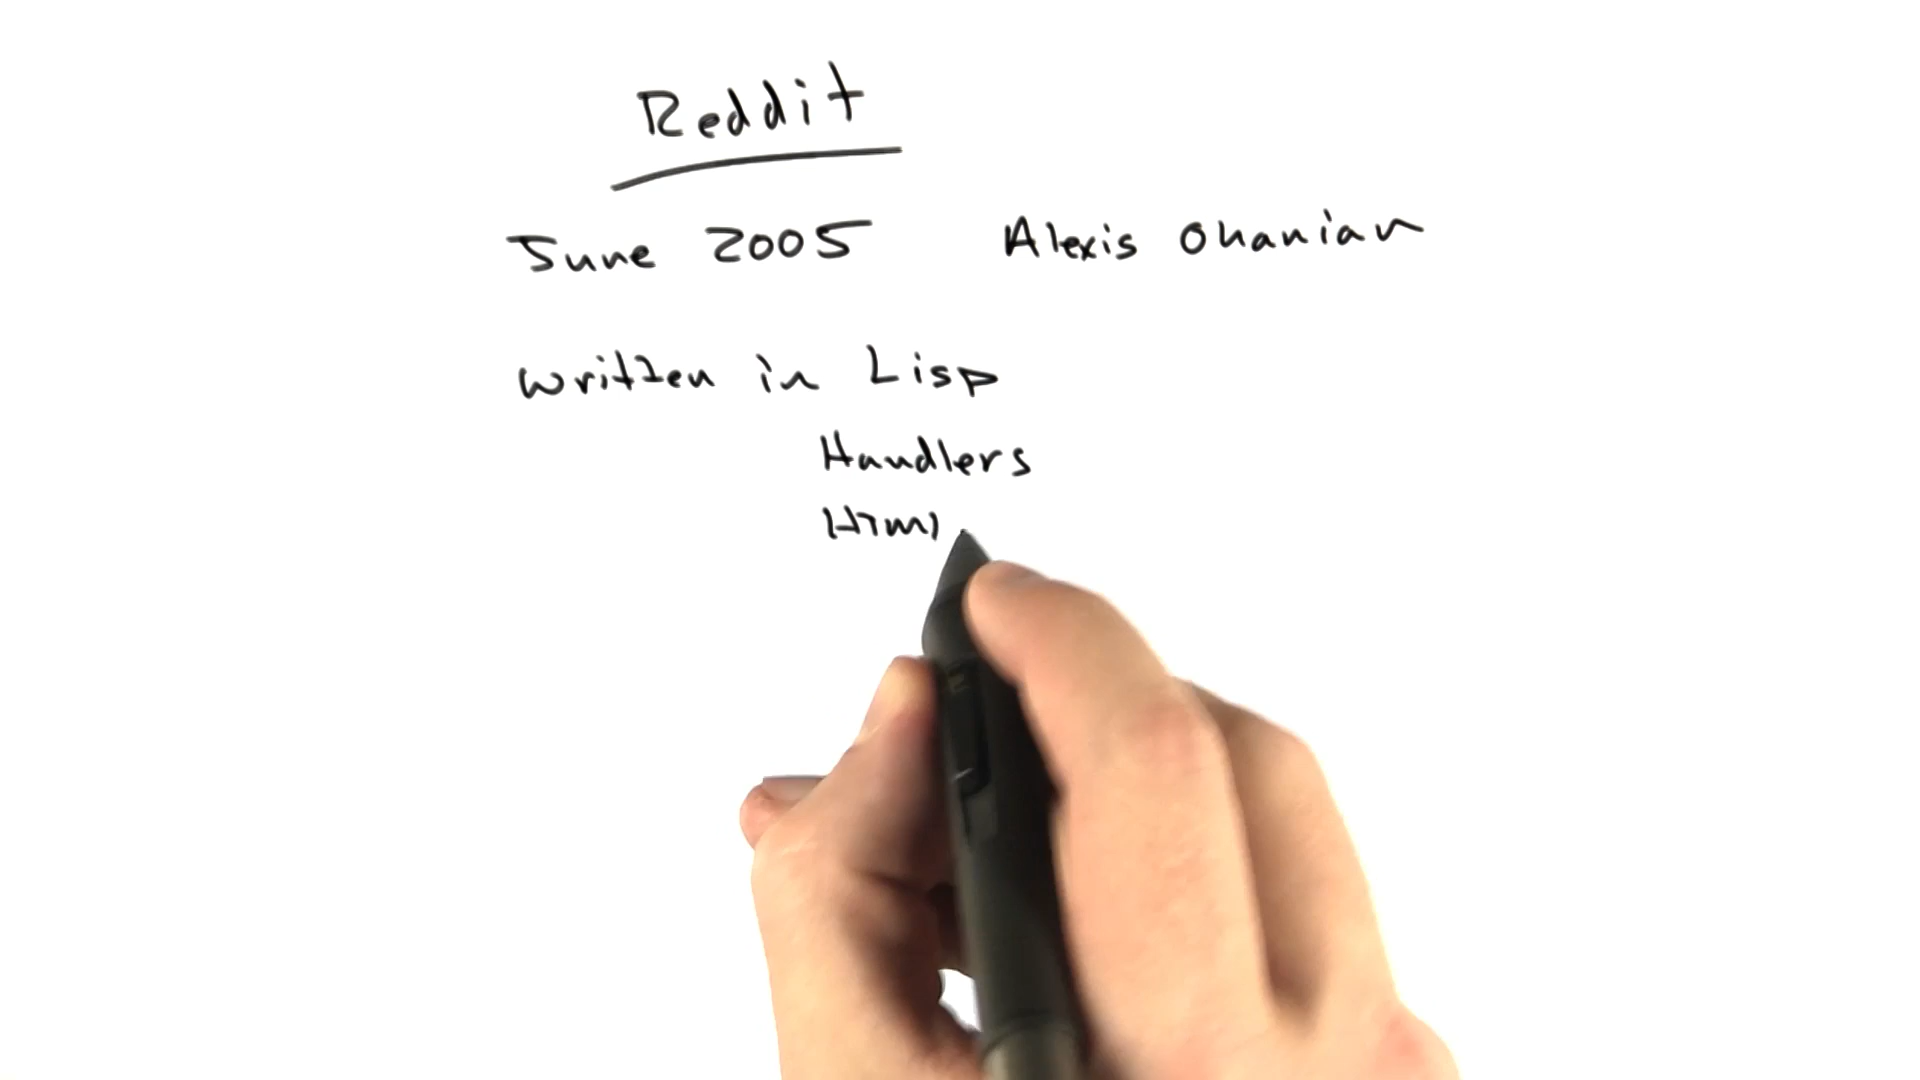 Reddit
June 2005 Alexis Ohanian
written in Lisp
Handlers
Html